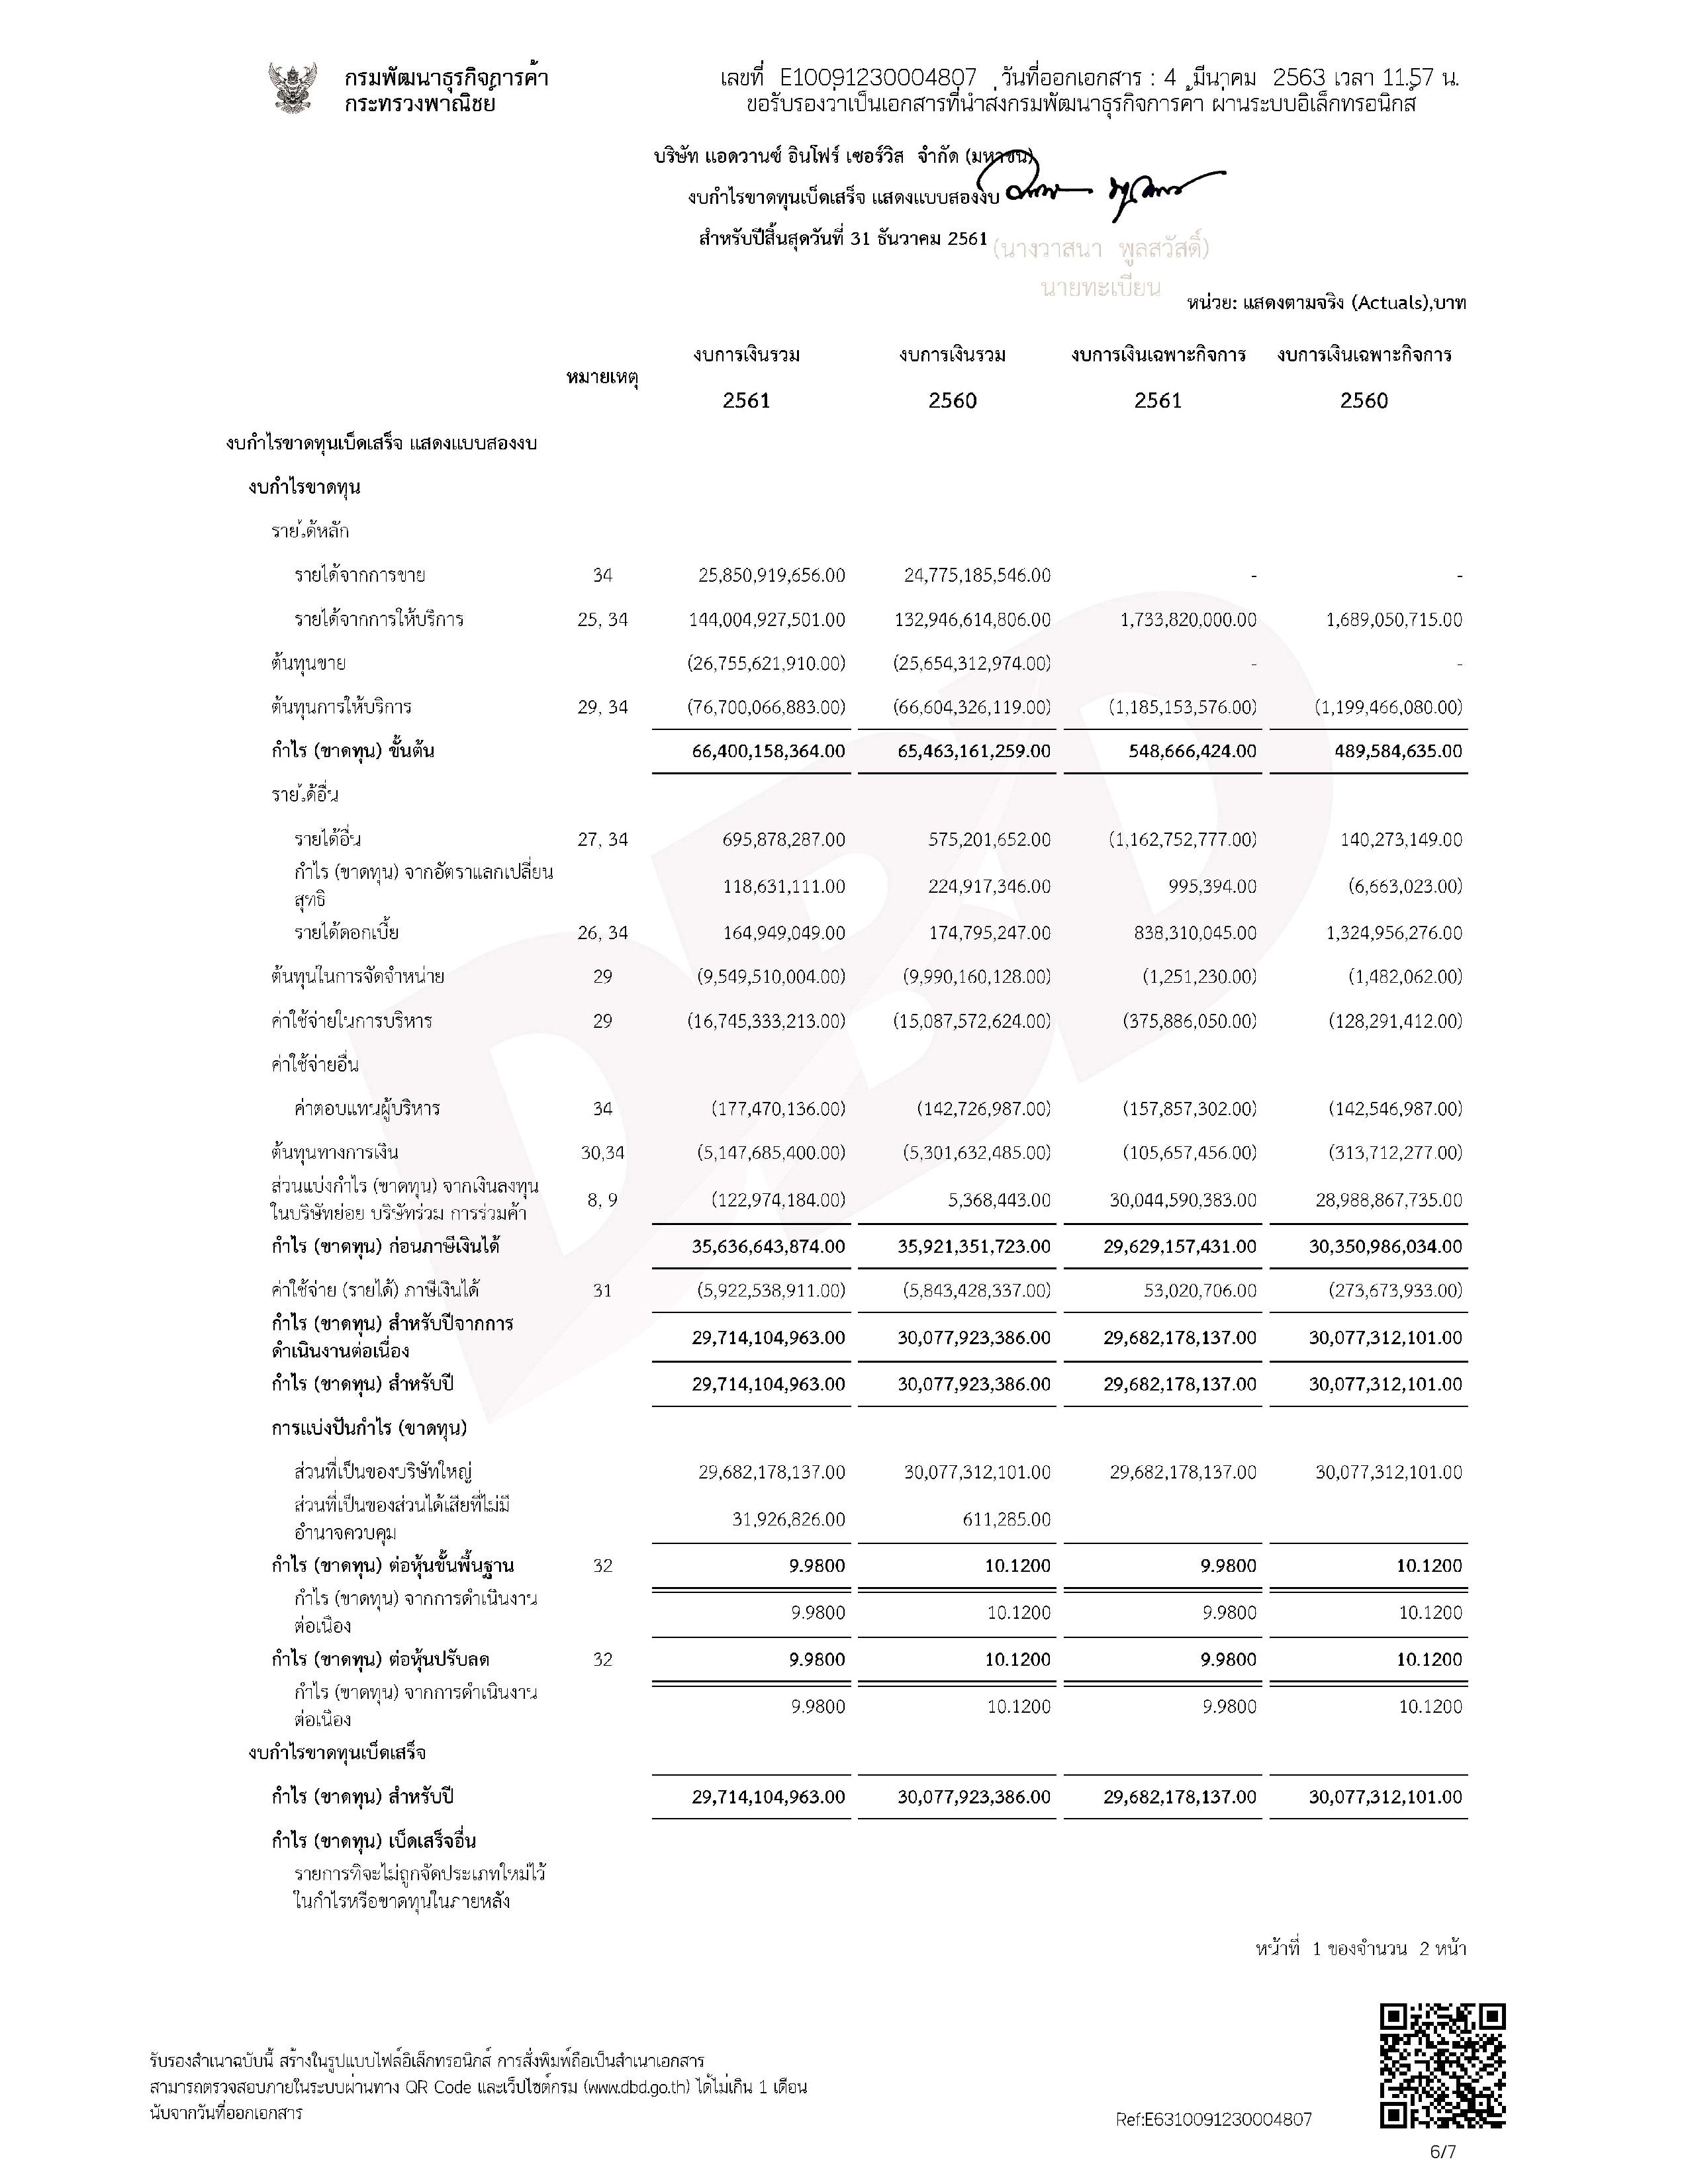 กรมพัฒนาธุรกิจการค้า
กระทรวงพาณิชย์
เลขที่ E10091230004807 วันที่ออกเอกสาร : 4 มีนาคม 2563 เวลา 11.57 น.
ขอรับรองว่าเป็นเอกสารที่นำส่งกรมพัฒนาธุรกิจการค้า ผ่านระบบอิเล็กทรอนิกส์
บริษัท แอดวานซ์ อินโฟร์ เซอร์วิส จำกัด (มหาชน)
งบกำไรขาดทุนเบ็ดเสร็จ แสดงแบบสองงบ
สำหรับปีสิ้นสุดวันที่ 31 ธันวาคม 2561
(นางวาสนา พูลสวัสดิ์)
นายทะเบียน
หน่วย: แสดงตามจริง (Actuals),บาท
หมายเหตุ งบการเงินรวม งบการเงินรวม งบการเงินเฉพาะกิจการ งบการเงินเฉพาะกิจการ
2561 2560 2561 2560
งบกำไรขาดทุนเบ็ดเสร็จ แสดงแบบสองงบ
งบกำไรขาดทุน
รายได้หลัก
รายได้จากการขาย 34 25,850,919,656.00 24,775,185,546.00 - -
รายได้จากการให้บริการ 25, 34 144,004,927,501.00 132,946,614,806.00 1,733,820,000.00 1,689,050,715.00
ต้นทุนขาย (26,755,621,910.00) (25,654,312,974.00) - -
ต้นทุนการให้บริการ 29, 34 (76,700,066,883.00) (66,604,326,119.00) (1,185,153,576.00) (1,199,466,080.00)
กำไร (ขาดทุน) ขั้นต้น 66,400,158,364.00 65,463,161,259.00 548,666,424.00 489,584,635.00
รายได้อื่น
รายได้อื่น 27, 34 695,878,287.00 575,201,652.00 (1,162,752,777.00) 140,273,149.00
กำไร (ขาดทุน) จากอัตราแลกเปลี่ยน
สุทธิ 118,631,111.00 224,917,346.00 995,394.00 (6,663,023.00)
รายได้ดอกเบี้ย 26, 34 164,949,049.00 174,795,247.00 838,310,045.00 1,324,956,276.00
ต้นทุนในการจัดจำหน่าย 29 (9,549,510,004.00) (9,990,160,128.00) (1,251,230.00) (1,482,062.00)
ค่าใช้จ่ายในการบริหาร 29 (16,745,333,213.00) (15,087,572,624.00) (375,886,050.00) (128,291,412.00)
ค่าใช้จ่ายอื่น
ค่าตอบแทนผู้บริหาร 34 (177,470,136.00) (142,726,987.00) (157,857,302.00) (142,546,987.00)
ต้นทุนทางการเงิน 30,34 (5,147,685,400.00) (5,301,632,485.00) (105,657,456.00) (313,712,277.00)
ส่วนแบ่งกำไร (ขาดทุน) จากเงินลงทุน
ในบริษัทย่อย บริษัทร่วม การร่วมค้า 8, 9 (122,974,184.00) 5,368,443.00 30,044,590,383.00 28,988,867,735.00
กำไร (ขาดทุน) ก่อนภาษีเงินได้ 35,636,643,874.00 35,921,351,723.00 29,629,157,431.00 30,350,986,034.00
ค่าใช้จ่าย (รายได้) ภาษีเงินได้ 31 (5,922,538,911.00) (5,843,428,337.00) 53,020,706.00 (273,673,933.00)
กำไร (ขาดทุน) สำหรับปีจากการ
ดำเนินงานต่อเนื่อง 29,714,104,963.00 30,077,923,386.00 29,682,178,137.00 30,077,312,101.00
กำไร (ขาดทุน) สำหรับปี 29,714,104,963.00 30,077,923,386.00 29,682,178,137.00 30,077,312,101.00
การแบ่งปันกำไร (ขาดทุน)
ส่วนที่เป็นของบริษัทใหญ่ 29,682,178,137.00 30,077,312,101.00 29,682,178,137.00 30,077,312,101.00
ส่วนที่เป็นของส่วนได้เสียที่ไม่มี
อำนาจควบคุม 31,926,826.00 611,285.00
กำไร (ขาดทุน) ต่อหุ้นขั้นพื้นฐาน 32 9.9800 10.1200 9.9800 10.1200
กำไร (ขาดทุน) จากการดำเนินงาน
ต่อเนื่อง 9.9800 10.1200 9.9800 10.1200
กำไร (ขาดทุน) ต่อหุ้นปรับลด 32 9.9800 10.1200 9.9800 10.1200
กำไร (ขาดทุน) จากการดำเนินงาน
ต่อเนื่อง 9.9800 10.1200 9.9800 10.1200
งบกำไรขาดทุนเบ็ดเสร็จ
กำไร (ขาดทุน) สำหรับปี 29,714,104,963.00 30,077,923,386.00 29,682,178,137.00 30,077,312,101.00
กำไร (ขาดทุน) เบ็ดเสร็จอื่น
รายการที่จะไม่ถูกจัดประเภทใหม่ไว้
ในกำไรหรือขาดทุนในภายหลัง
หน้าที่ 1 ของจำนวน 2 หน้า
รับรองสำเนาฉบับนี้ สร้างในรูปแบบไฟล์อิเล็กทรอนิกส์ การสั่งพิมพ์ถือเป็นสำเนาเอกสาร
สามารถตรวจสอบภายในระบบผ่านทาง QR Code และเว็บไซต์กรม (www.dbd.go.th) ได้ไม่เกิน 1 เดือน
นับจากวันที่ออกเอกสาร
Ref:E6310091230004807
6/7
DBD